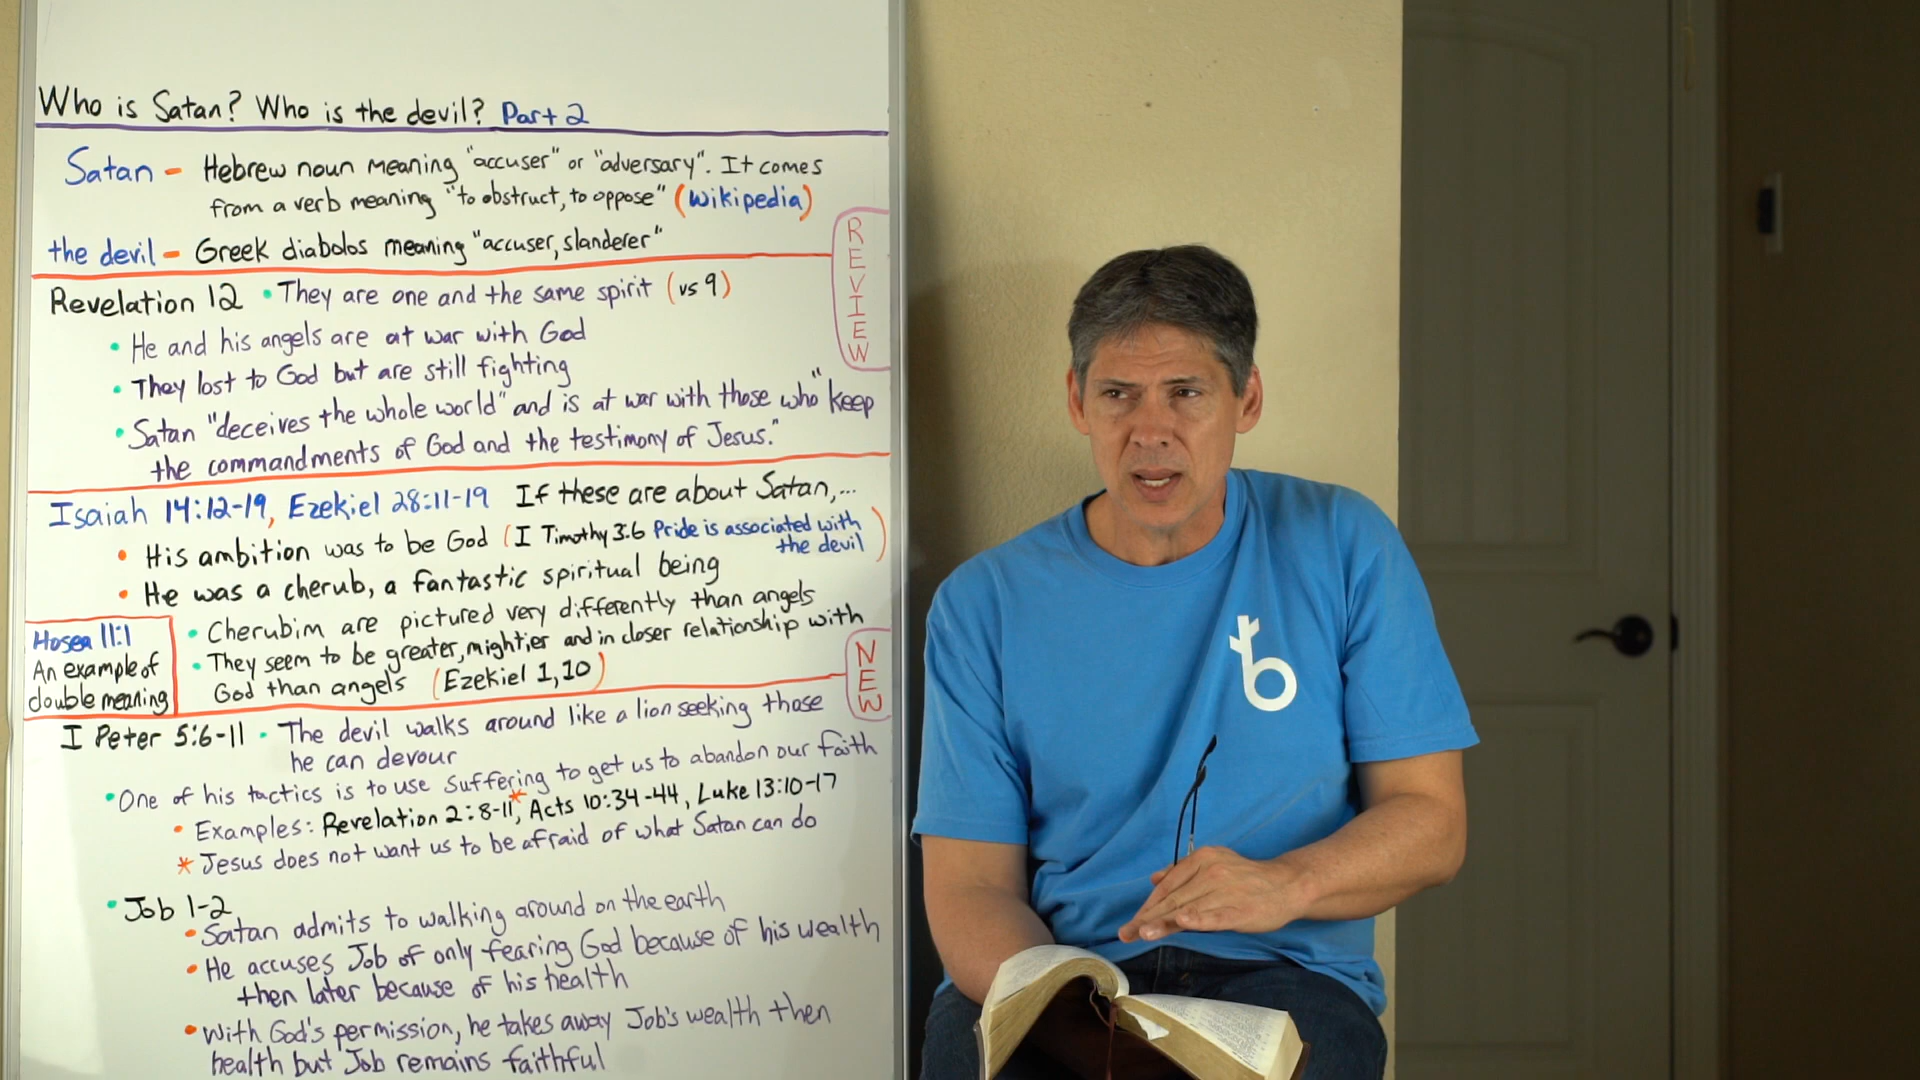 Who is Satan? Who is the devil? Part 2
Satan - Hebrew noun meaning "accuser" or "adversary". It comes
from a verb meaning "to obstruct, to oppose" (Wikipedia)
the devil - Greek diabolos meaning "accuser, slanderer"
REVIEW
Revelation 12 • They are one and the same spirit (vs 9)
• He and his angels are at war with God
• They lost to God but are still fighting
• Satan "deceives the whole world" and is at war with those who "keep
the commandments of God and the testimony of Jesus."
Isaiah 14:12-19, Ezekiel 28:11-19 If these are about Satan,...
• His ambition was to be God (I Timothy 3:6 Pride is associated with
the devil)
• He was a cherub, a fantastic spiritual being
• Cherubim are pictured very differently than angels
• They seem to be greater, mightier and in closer relationship with
God than angels (Ezekiel 1,10)
Hosea 11:1
An example of
double meaning
NEW
I Peter 5:6-11 • The devil walks around like a lion seeking those
he can devour
• One of his tactics is to use suffering to get us to abandon our faith
• Examples: Revelation 2:8-11*, Acts 10:34-44, Luke 13:10-17
* Jesus does not want us to be afraid of what Satan can do
• Job 1-2
• Satan admits to walking around on the earth
• He accuses Job of only fearing God because of his wealth
then later because of his health
• With God's permission, he takes away Job's wealth then
health but Job remains faithful